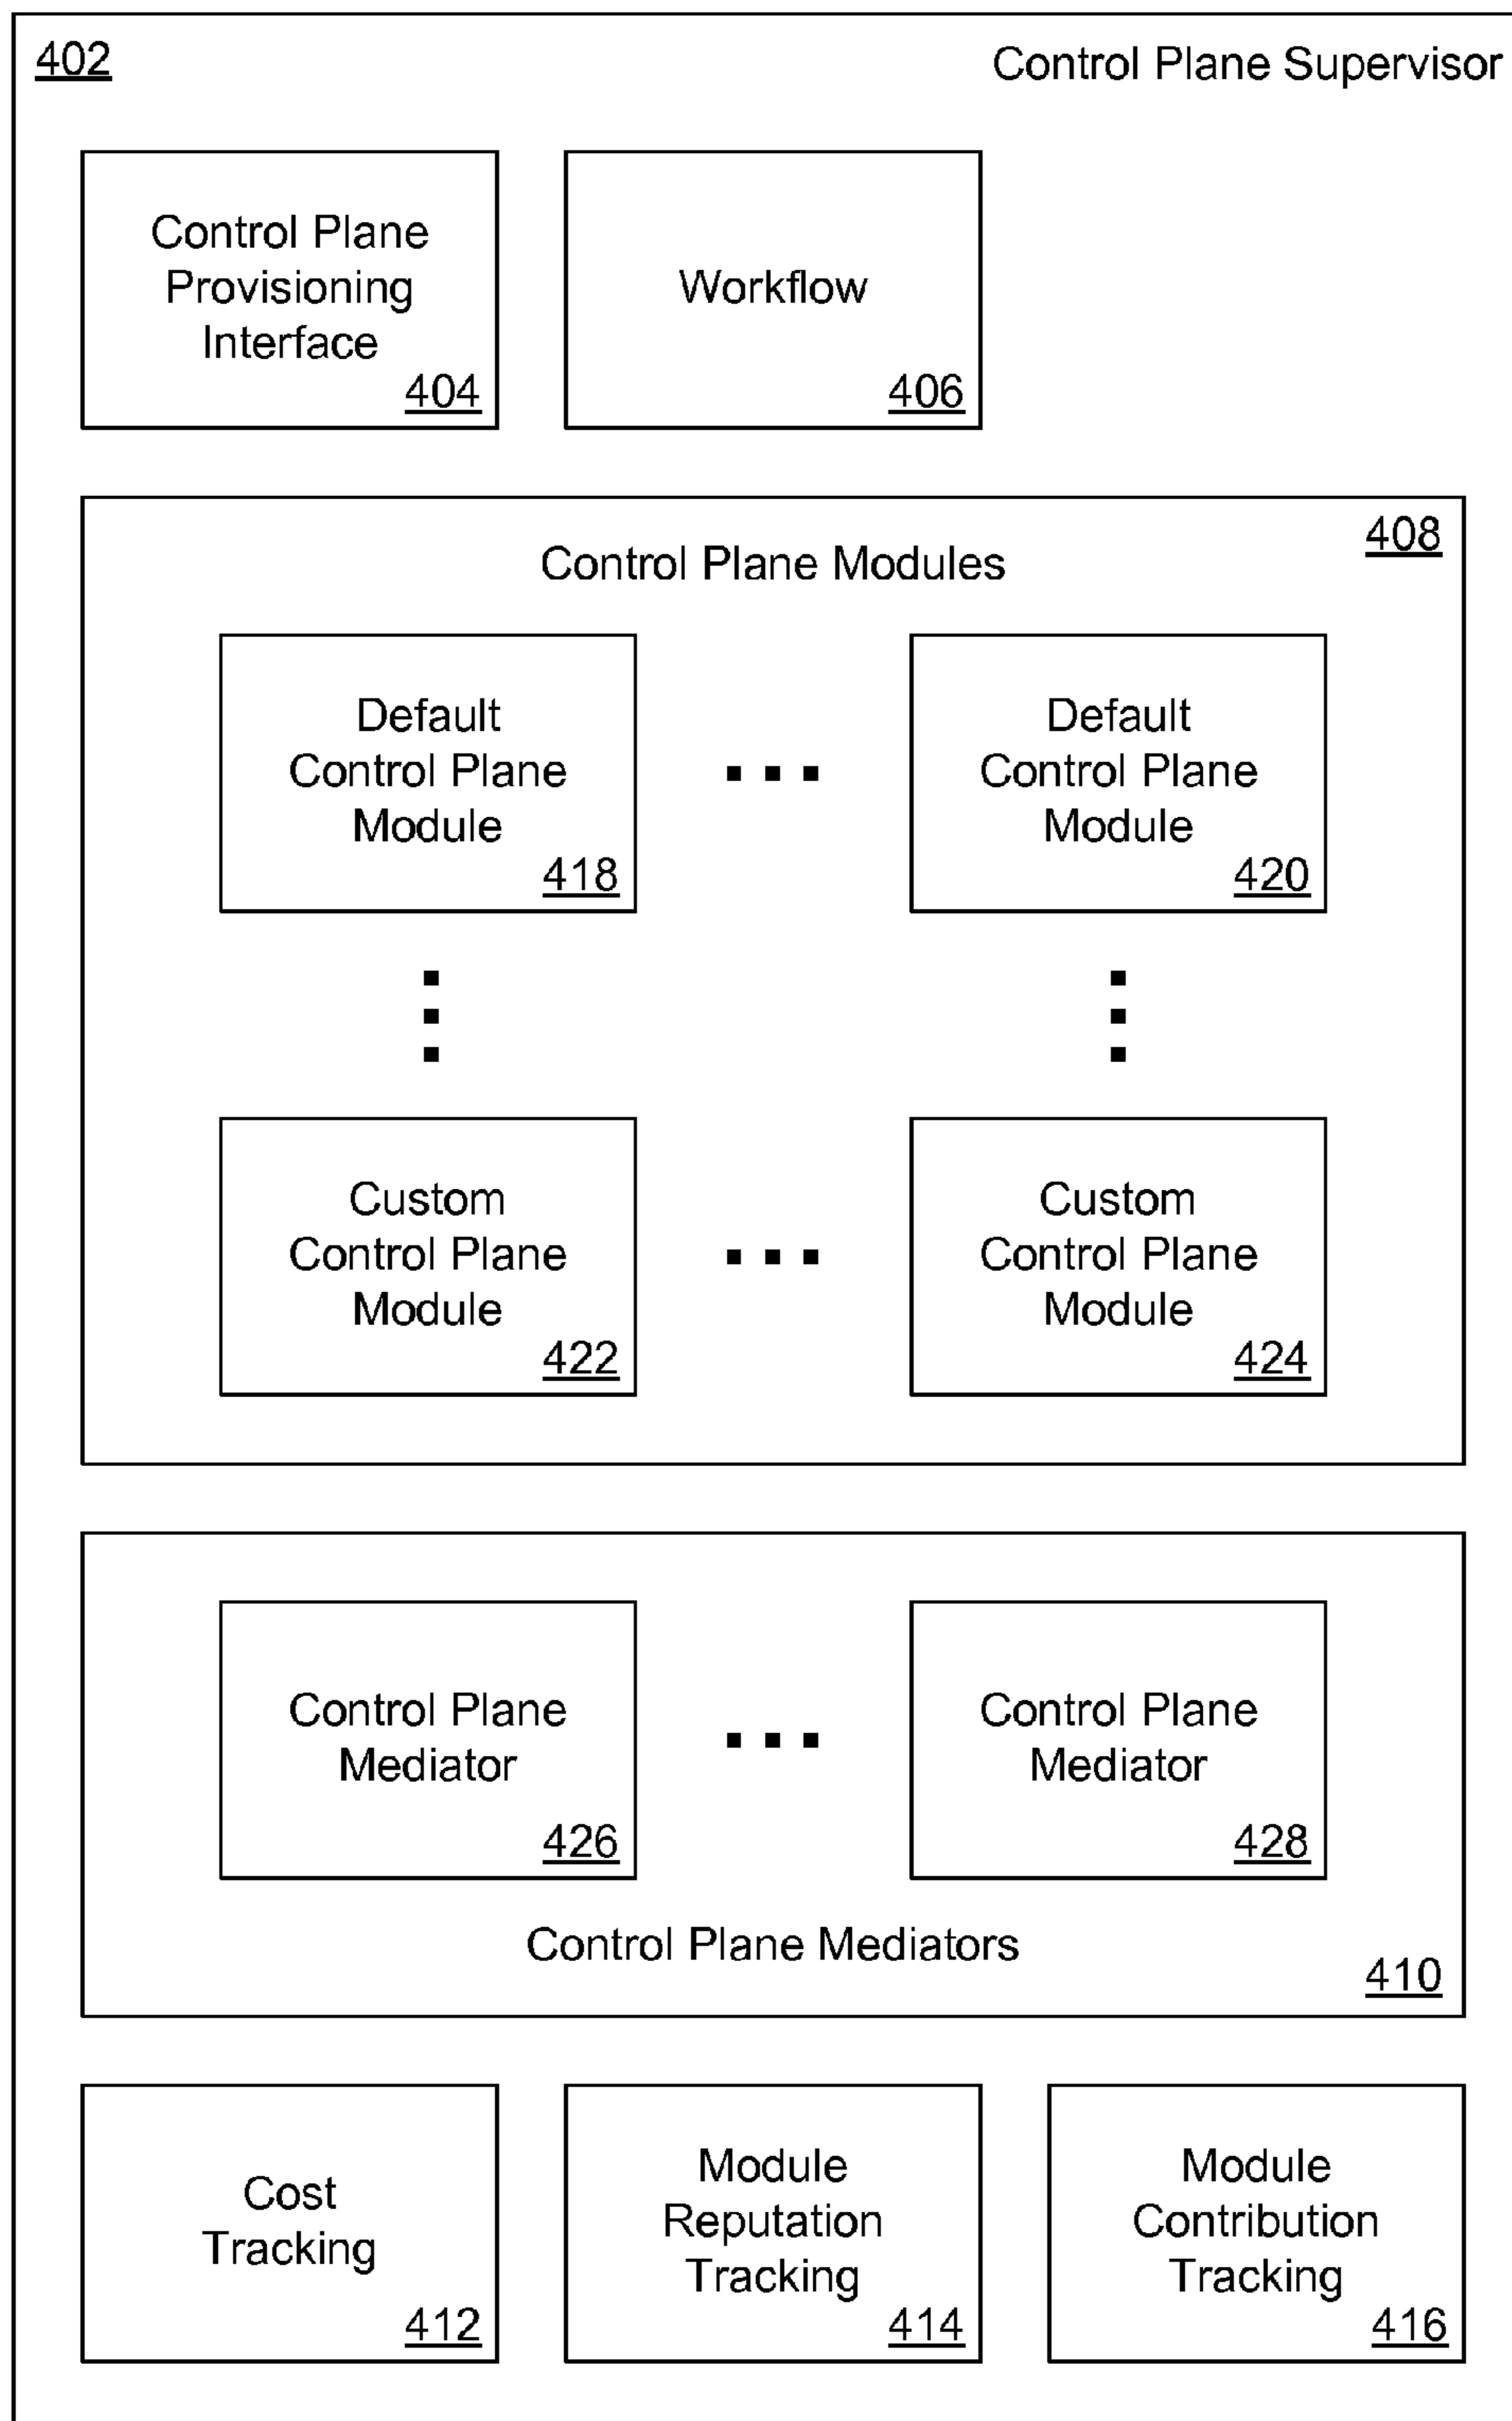 402
Control Plane Supervisor
Control Plane
Provisioning
Interface
404
Workflow
406
408
Control Plane Modules
Default
Control Plane
Module
418
Default
Control Plane
Module
420
Custom
Control Plane
Module
422
Custom
Control Plane
Module
424
Control Plane
Mediator
426
Control Plane
Mediator
428
Control Plane Mediators
410
Cost
Tracking
412
Module
Reputation
Tracking
414
Module
Contribution
Tracking
416